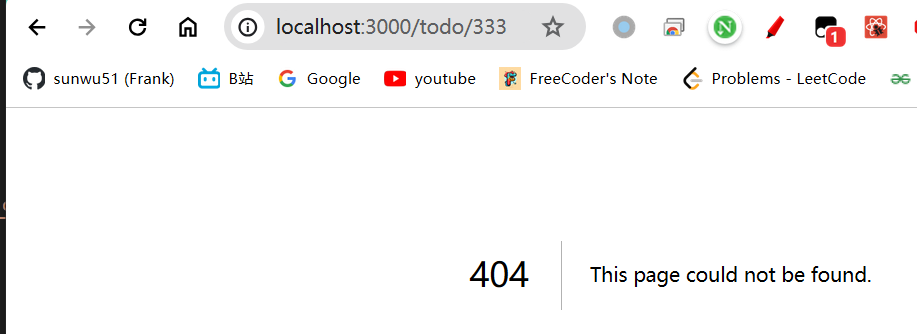 localhost:3000/todo/333
1
sunwu51 (Frank) B站 Google youtube FreeCoder's Note Problems - LeetCode
404 This page could not be found.